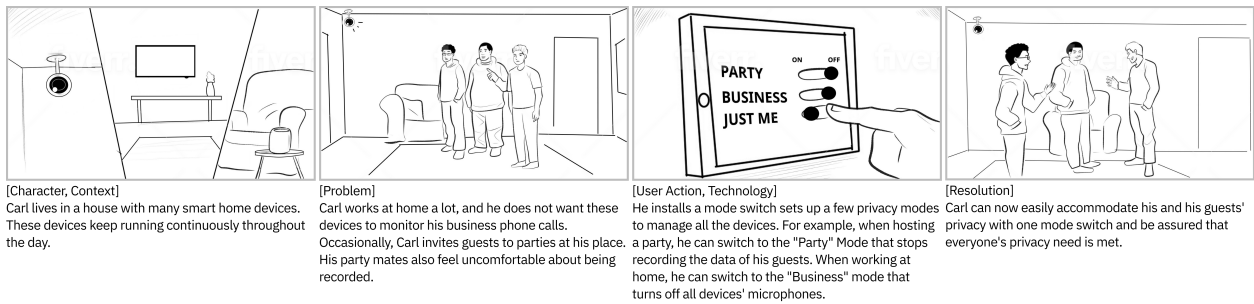 ON OFF
PARTY
BUSINESS
JUST ME
[Character, Context]
Carl lives in a house with many smart home devices.
These devices keep running continuously throughout
the day.
[Problem]
Carl works at home a lot, and he does not want these
devices to monitor his business phone calls.
Occasionally, Carl invites guests to parties at his place.
His party mates also feel uncomfortable about being
recorded.
[User Action, Technology]
He installs a mode switch sets up a few privacy modes
to manage all the devices. For example, when hosting
a party, he can switch to the "Party" Mode that stops
recording the data of his guests. When working at
home, he can switch to the "Business" mode that
turns off all devices' microphones.
[Resolution]
Carl can now easily accommodate his and his guests'
privacy with one mode switch and be assured that
everyone's privacy need is met.